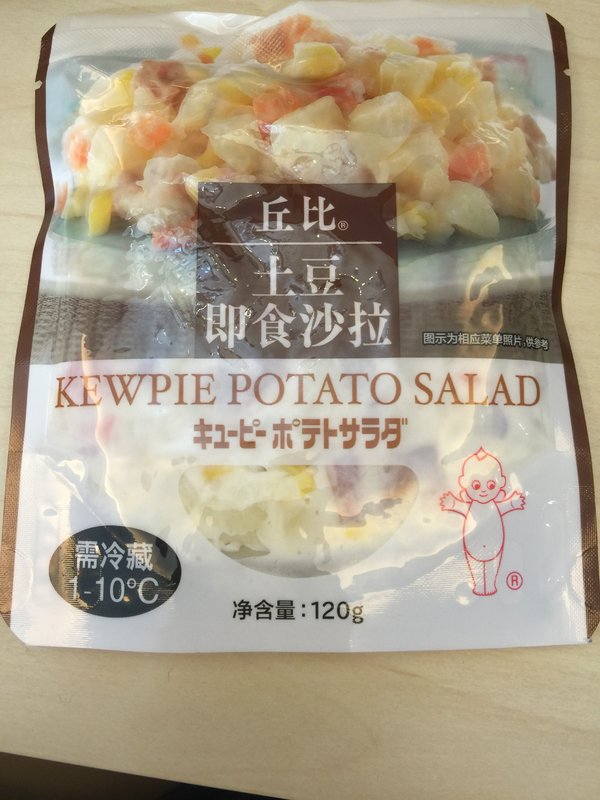 丘比®
土豆
即食沙拉
图示为相应菜单照片,供参考
KEWPIE POTATO SALAD
キユーピー ポテトサラダ
需冷藏
1-10°C
净含量:120g
®